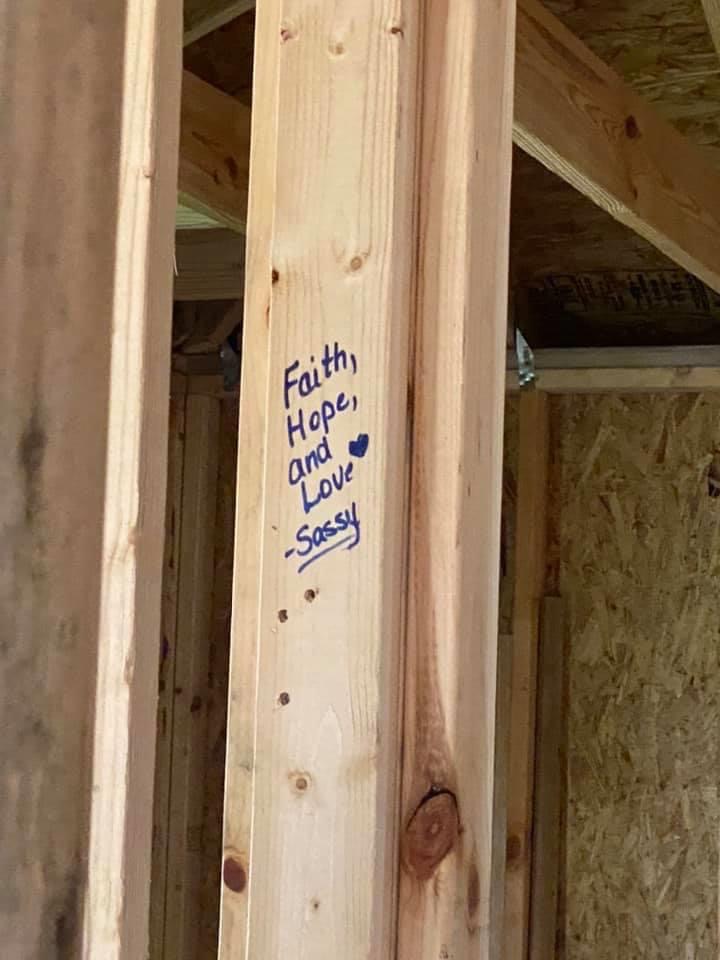 Faith,
Hope,
and ♥
Love
-Sassy